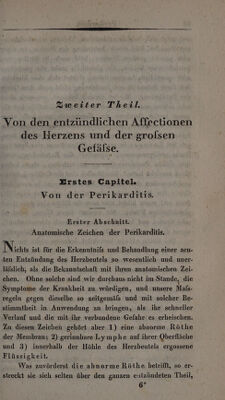 Zweiter Theil.
Von den entzündlichen Affectionen
des Herzens und der groſsen
Gefäſse.
Erstes Capitel.
Von der Perikarditis.
Erster Abschnitt.
Anatomische Zeichen der Perikarditis.
Nichts ist für die Erkenntniſs und Behandlung einer acu-
ten Entzündung des Herzbeutels so wesentlich und uner-
läſslich, als die Bekanntschaft mit ihren anatomischen Zei-
chen. Ohne solche sind wir durchaus nicht im Stande, die
Symptome der Krankheit zu würdigen, und unsere Maſs-
regeln gegen dieselbe so zeitgemäſs und mit solcher Be-
stimmtheit in Anwendung zu bringen, als ihr schneller
Verlauf und die mit ihr verbundene Gefahr es erheischen.
Zu diesen Zeichen gehört aber 1) eine abnorme Röthe
der Membran; 2) gerinnbare Lymphe auf ihrer Oberfläche
und 3) innerhalb der Höhle des Herzbeutels ergossene
Flüssigkeit.
Was zuvörderst die abnorme Röthe betrifft, so er-
streckt sie sich selten über den ganzen entzündeten Theil,
6*